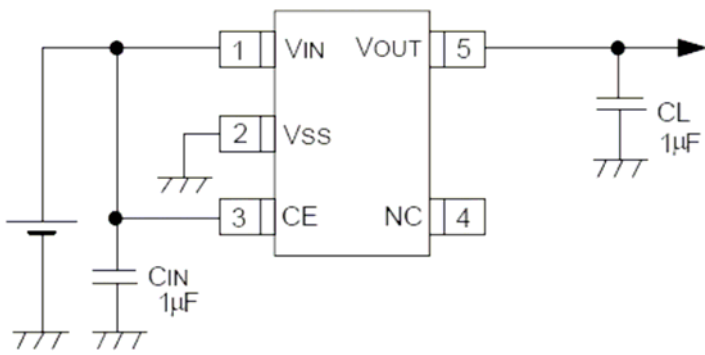 1 VIN VOUT 5
2 VSS
CL
1µF
3 CE NC 4
CIN
1µF